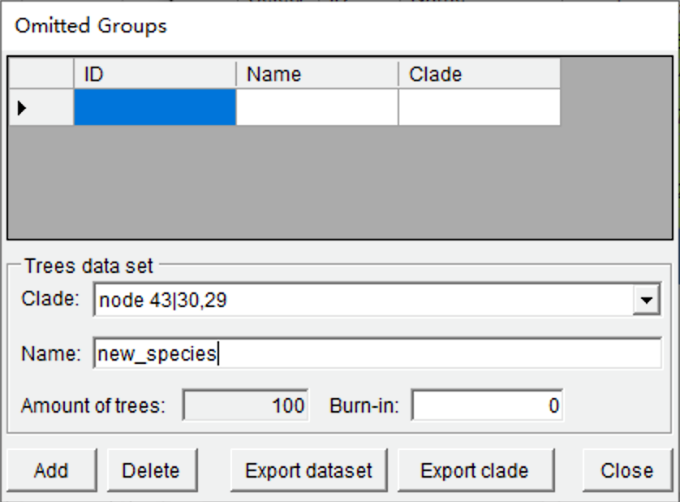 Omitted Groups
ID Name Clade
Trees data set
Clade: node 43|30,29
Name: new_species
Amount of trees: 100 Burn-in: 0
Add Delete Export dataset Export clade Close